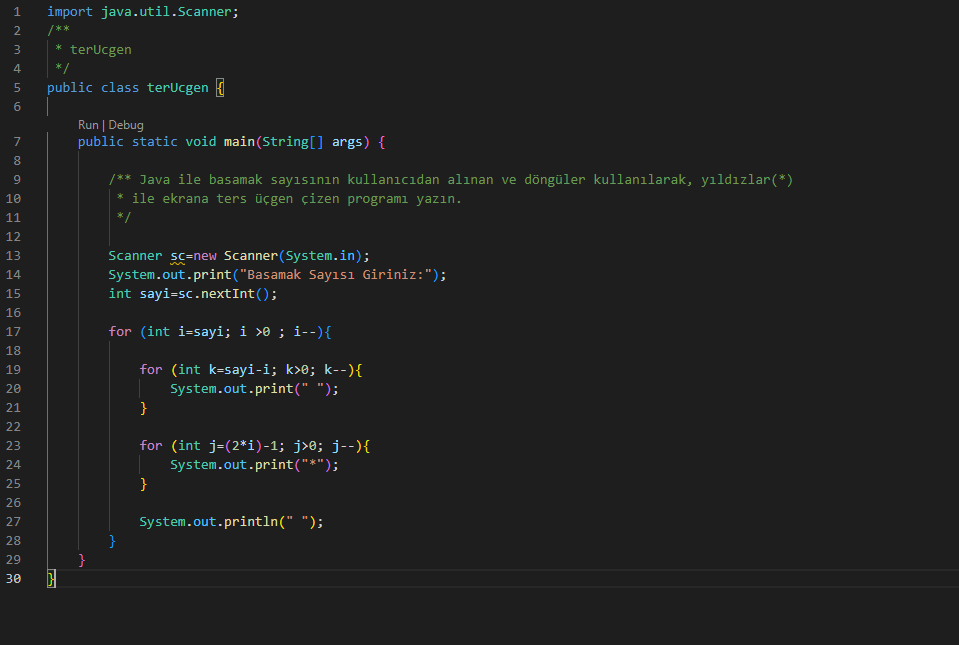 1 import java.util.Scanner;
2 /**
3 * terUcgen
4 */
5 public class terUcgen {
6
Run | Debug
7 public static void main(String[] args) {
8
9 /** Java ile basamak sayısının kullanıcıdan alınan ve döngüler kullanılarak, yıldızlar(*)
10 * ile ekrana ters üçgen çizen programı yazın.
11 */
12
13 Scanner sc=new Scanner(System.in);
14 System.out.print("Basamak Sayısı Giriniz:");
15 int sayi=sc.nextInt();
16
17 for (int i=sayi; i >0 ; i--){
18
19 for (int k=sayi-i; k>0; k--){
20 System.out.print(" ");
21 }
22
23 for (int j=(2*i)-1; j>0; j--){
24 System.out.print("*");
25 }
26
27 System.out.println(" ");
28 }
29 }
30 }